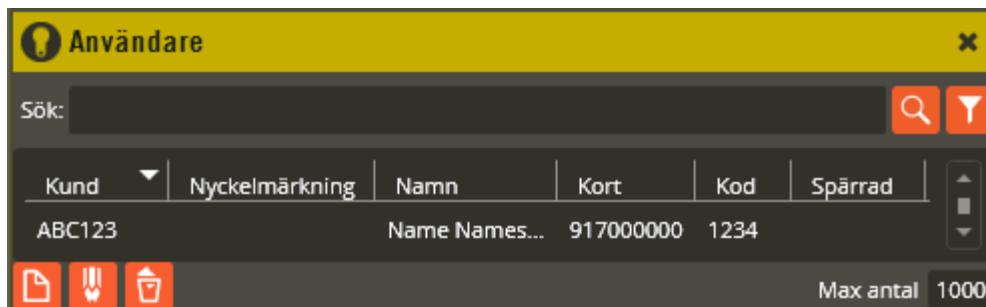 Användare
Sök:
Kund Nyckelmärkning Namn Kort Kod Spärrad
ABC123 Name Names... 917000000 1234
Max antal 1000